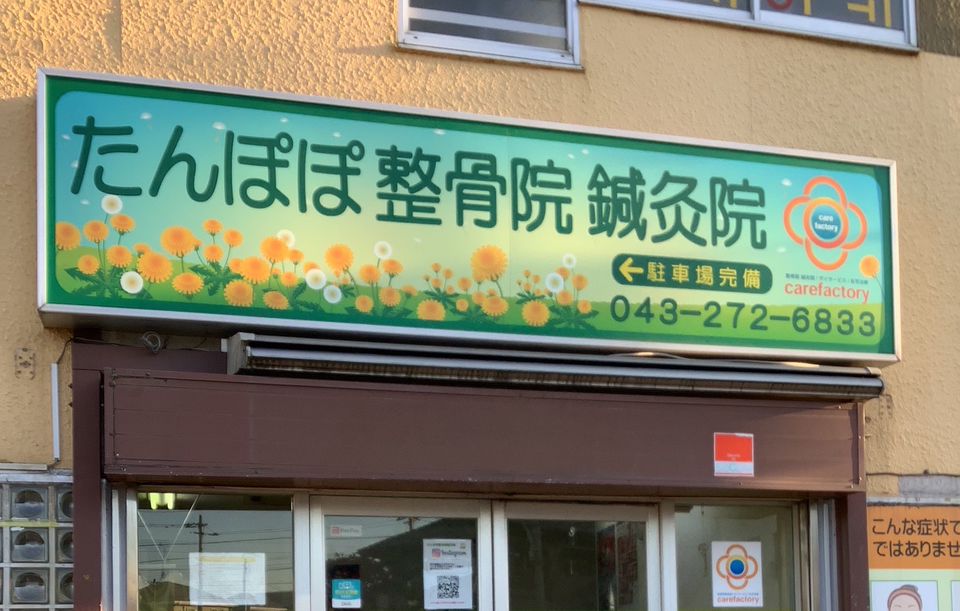 たんぽぽ 整骨院 鍼灸院
care
factory
carefactory
←駐車場完備
043-272-6833
Instagram
carefactory
こんな症状で
ではありませ